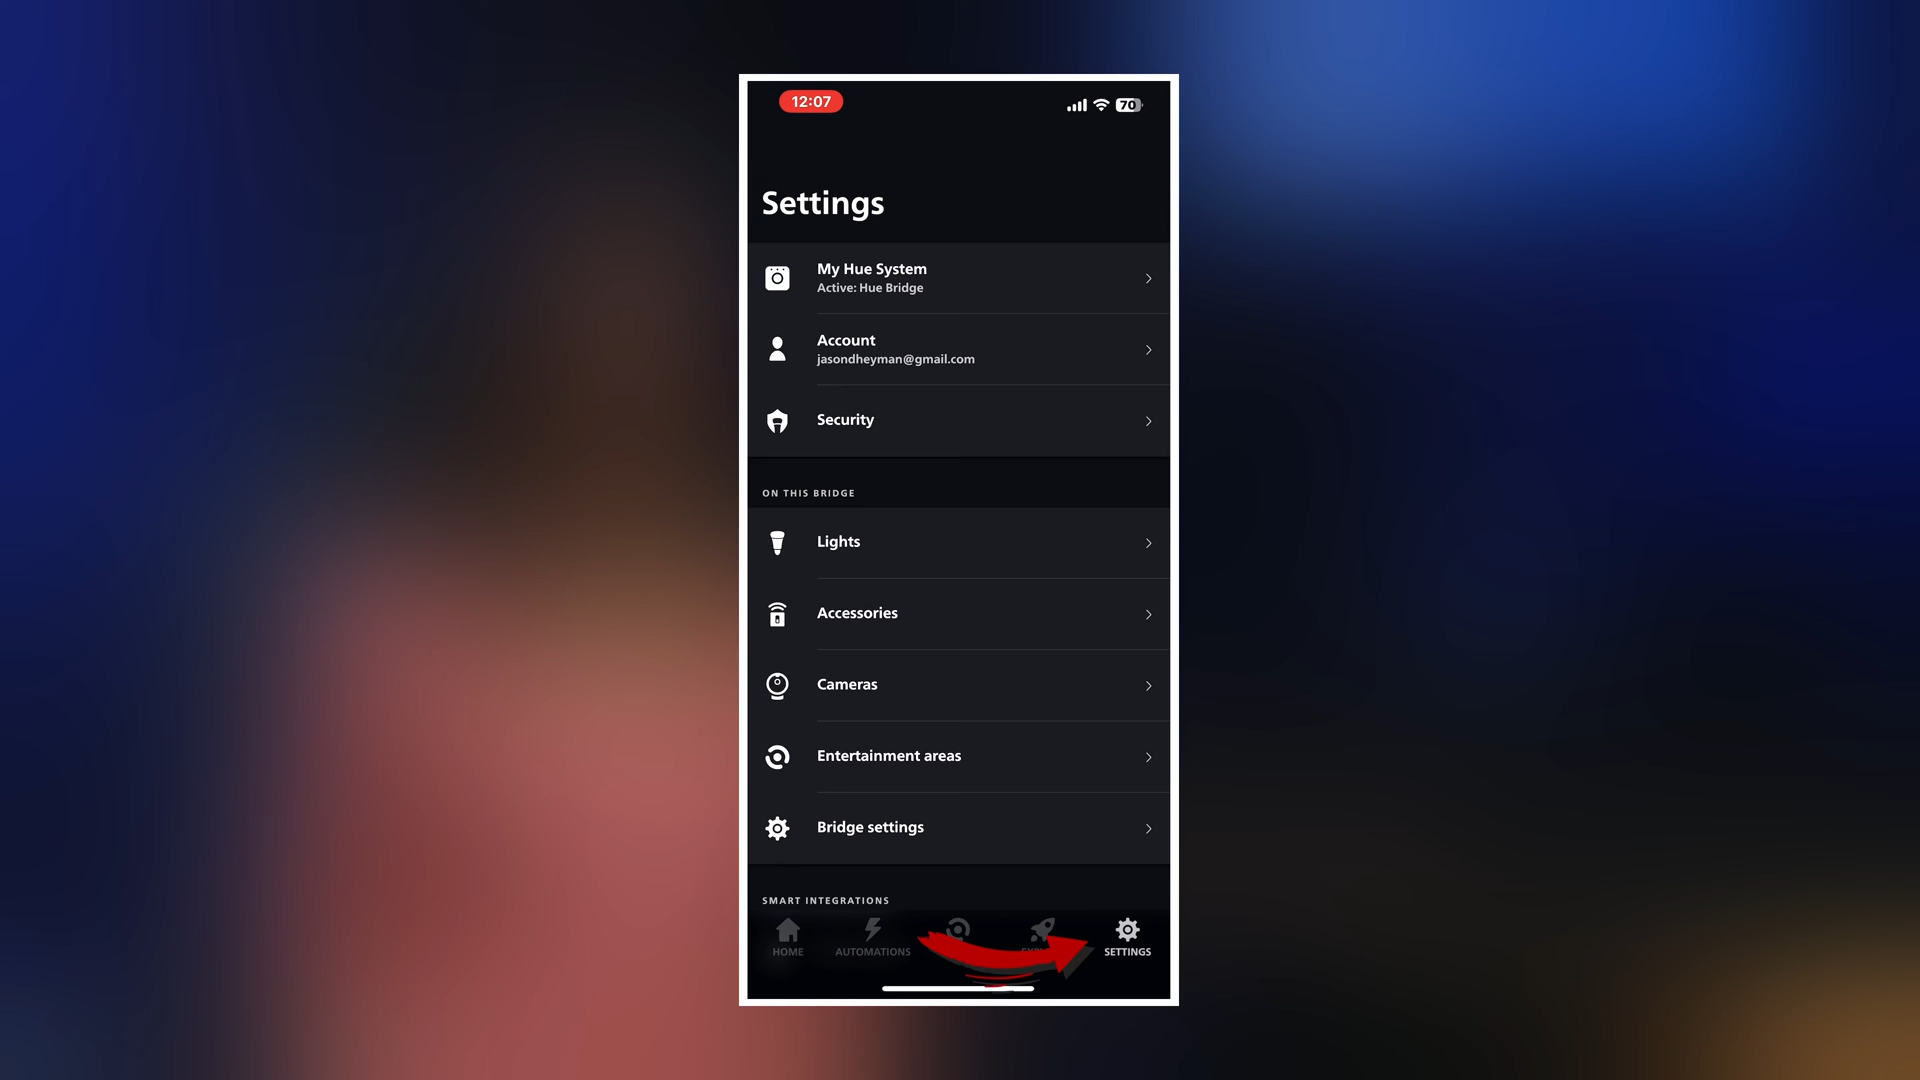 12:07
70
Settings
My Hue System
Active: Hue Bridge
Account
jasondheyman@gmail.com
Security
ON THIS BRIDGE
Lights
Accessories
Cameras
Entertainment areas
Bridge settings
SMART INTEGRATIONS
HOME
AUTOMATIONS
SETTINGS